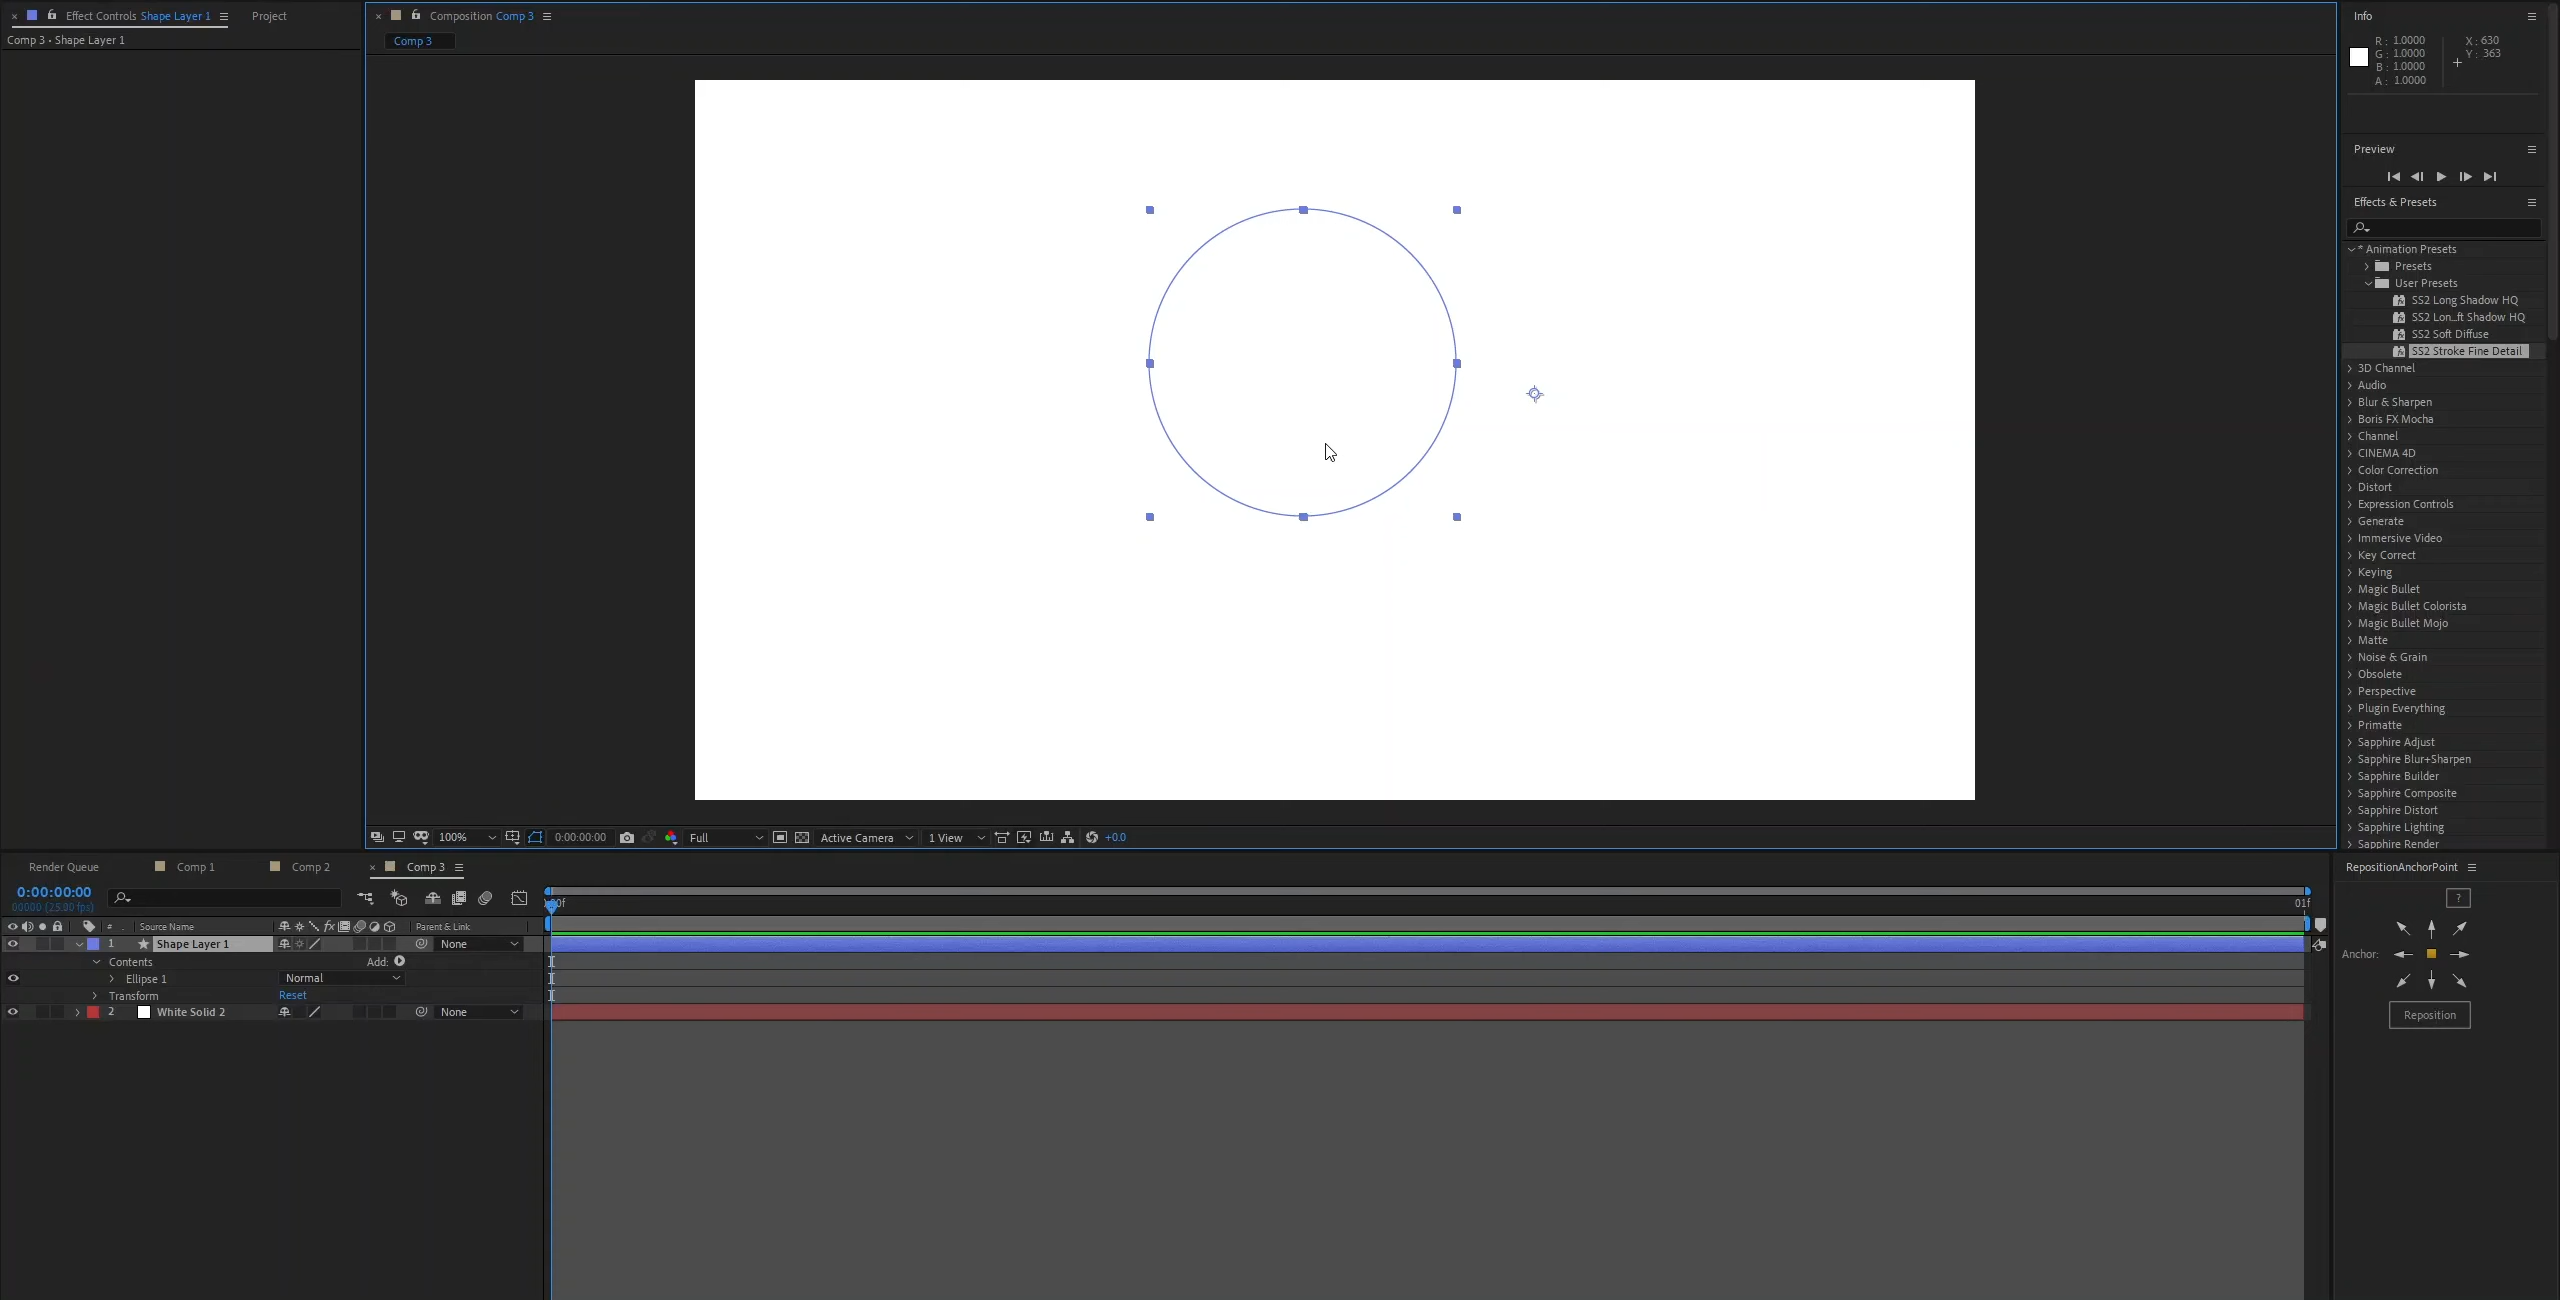 Effect Controls Shape Layer 1
Project
Comp 3 • Shape Layer 1
Composition Comp 3
Comp 3
Info
R : 1.0000
G : 1.0000
B : 1.0000
A : 1.0000
X : 630
Y : 363
Preview
Effects & Presets
* Animation Presets
Presets
User Presets
SS2 Long Shadow HQ
SS2 Lon...ft Shadow HQ
SS2 Soft Diffuse
SS2 Stroke Fine Detail
3D Channel
Audio
Blur & Sharpen
Boris FX Mocha
Channel
CINEMA 4D
Color Correction
Distort
Expression Controls
Generate
Immersive Video
Key Correct
Keying
Magic Bullet
Magic Bullet Colorista
Magic Bullet Mojo
Matte
Noise & Grain
Obsolete
Perspective
Plugin Everything
Primatte
Sapphire Adjust
Sapphire Blur+Sharpen
Sapphire Builder
Sapphire Composite
Sapphire Distort
Sapphire Lighting
Sapphire Render
100%
0:00:00:00
Full
Active Camera
1 View
+0.0
Render Queue
Comp 1
Comp 2
Comp 3
0:00:00:00
00000 (25.00 fps)
01f
# . Source Name
fx
Parent & Link
1 Shape Layer 1
None
Contents
Add:
Ellipse 1
Normal
Transform
Reset
2 White Solid 2
None
RepositionAnchorPoint
?
Anchor:
Reposition